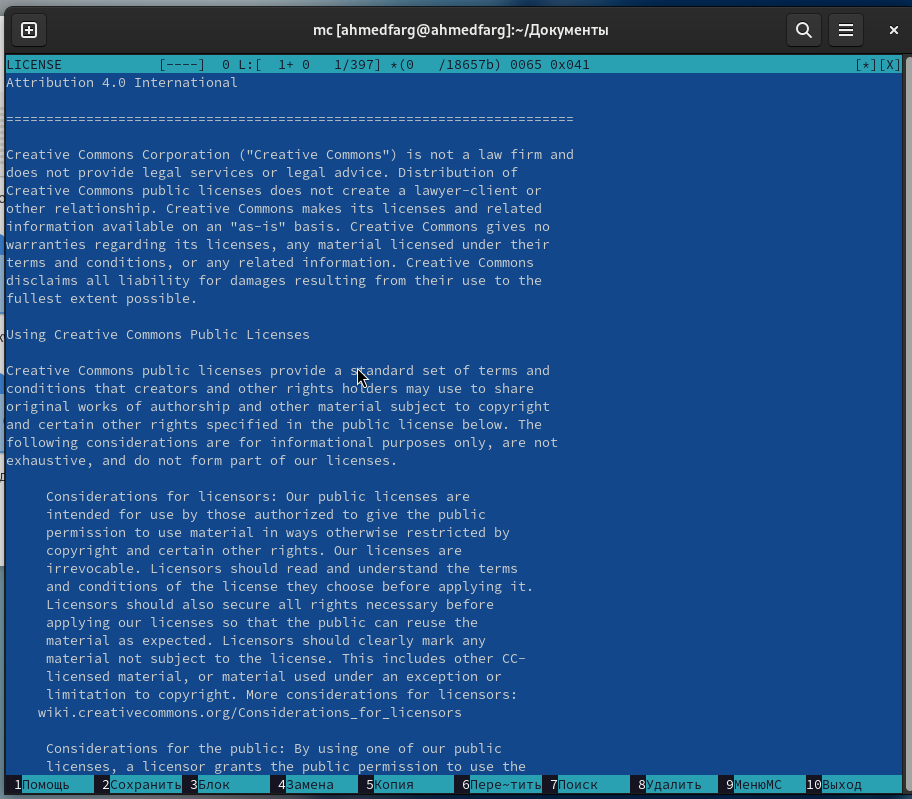 mc [ahmedfarg@ahmedfarg]:~/Документы
LICENSE [----] 0 L:[ 1+ 0 1/397] *(0 /18657b) 0065 0x041 [*][X]
Attribution 4.0 International
=======================================================================
Creative Commons Corporation ("Creative Commons") is not a law firm and
does not provide legal services or legal advice. Distribution of
Creative Commons public licenses does not create a lawyer-client or
other relationship. Creative Commons makes its licenses and related
information available on an "as-is" basis. Creative Commons gives no
warranties regarding its licenses, any material licensed under their
terms and conditions, or any related information. Creative Commons
disclaims all liability for damages resulting from their use to the
fullest extent possible.
Using Creative Commons Public Licenses
Creative Commons public licenses provide a standard set of terms and
conditions that creators and other rights holders may use to share
original works of authorship and other material subject to copyright
and certain other rights specified in the public license below. The
following considerations are for informational purposes only, are not
exhaustive, and do not form part of our licenses.
Considerations for licensors: Our public licenses are
intended for use by those authorized to give the public
permission to use material in ways otherwise restricted by
copyright and certain other rights. Our licenses are
irrevocable. Licensors should read and understand the terms
and conditions of the license they choose before applying it.
Licensors should also secure all rights necessary before
applying our licenses so that the public can reuse the
material as expected. Licensors should clearly mark any
material not subject to the license. This includes other CC-
licensed material, or material used under an exception or
limitation to copyright. More considerations for licensors:
wiki.creativecommons.org/Considerations_for_licensors
Considerations for the public: By using one of our public
licenses, a licensor grants the public permission to use the
1Помощь 2Сохранить 3Блок 4Замена 5Копия 6Пере~тить 7Поиск 8Удалить 9МенюMC 10Выход